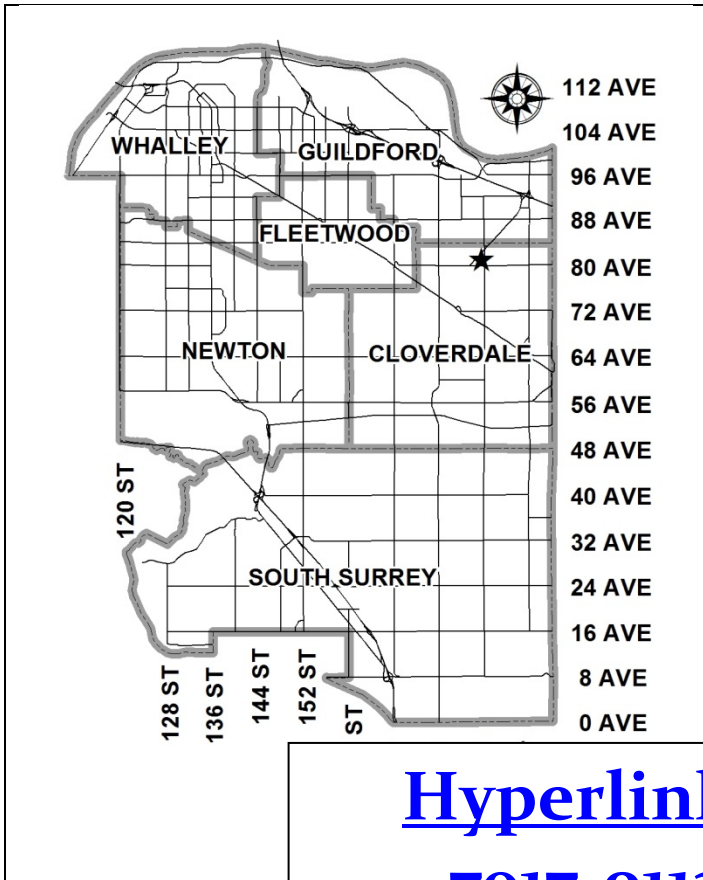 112 AVE
104 AVE
WHALLEY
GUILDFORD
96 AVE
88 AVE
FLEETWOOD
80 AVE
72 AVE
NEWTON
CLOVERDALE
64 AVE
56 AVE
48 AVE
120 ST
40 AVE
32 AVE
SOUTH SURREY
24 AVE
16 AVE
128 ST
136 ST
144 ST
152 ST
ST
8 AVE
0 AVE
Hyperlin